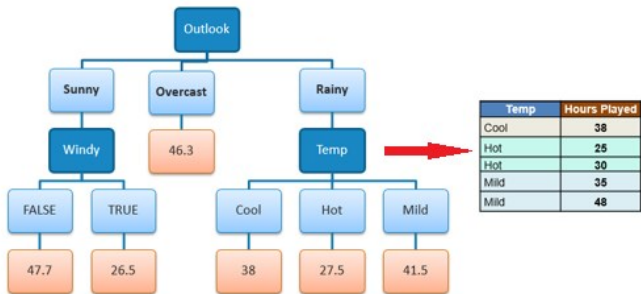 Outlook
Sunny Overcast Rainy
Windy 46.3 Temp
FALSE TRUE Cool Hot Mild
47.7 26.5 38 27.5 41.5
Temp Hours Played
Cool 38
Hot 25
Hot 30
Mild 35
Mild 48